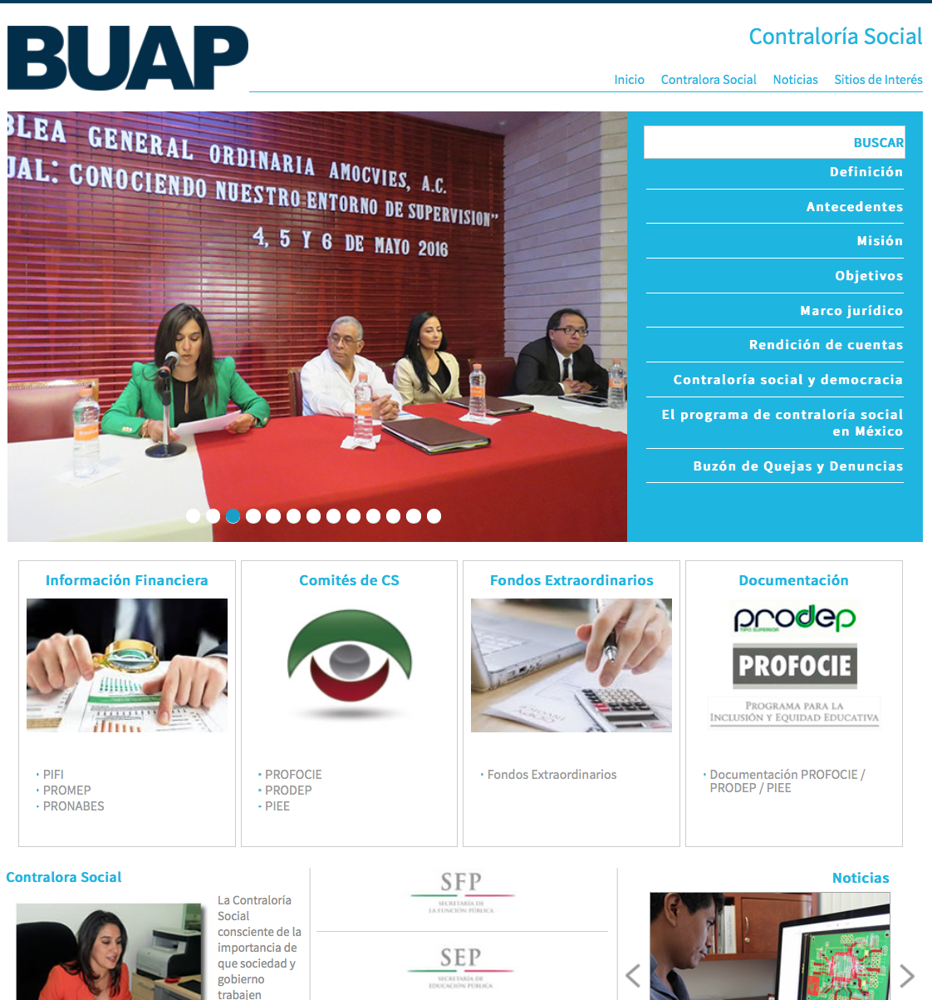 BUAP
Contraloría Social
Inicio Contralora Social Noticias Sitios de Interés
BLEA GENERAL ORDINARIA AMOCVIES, A.C.
UAL: CONOCIENDO NUESTRO ENTORNO DE SUPERVISION”
4, 5 Y 6 DE MAYO 2016
BUSCAR
Definición
Antecedentes
Misión
Objetivos
Marco jurídico
Rendición de cuentas
Contraloría social y democracia
El programa de contraloría social
en México
Buzón de Quejas y Denuncias
Información Financiera
· PIFI
· PROMEP
· PRONABES
Comités de CS
· PROFOCIE
· PRODEP
· PIEE
Fondos Extraordinarios
· Fondos Extraordinarios
Documentación
prodep
TIPO SUPERIOR
PROFOCIE
PROGRAMA PARA LA
INCLUSIÓN Y EQUIDAD EDUCATIVA
· Documentación PROFOCIE /
PRODEP / PIEE
Contralora Social
La Contraloría
Social
consciente de la
importancia de
que sociedad y
gobierno
trabajen
SFP
SECRETARÍA DE
LA FUNCIÓN PÚBLICA
SEP
SECRETARÍA DE
EDUCACIÓN PÚBLICA
Noticias